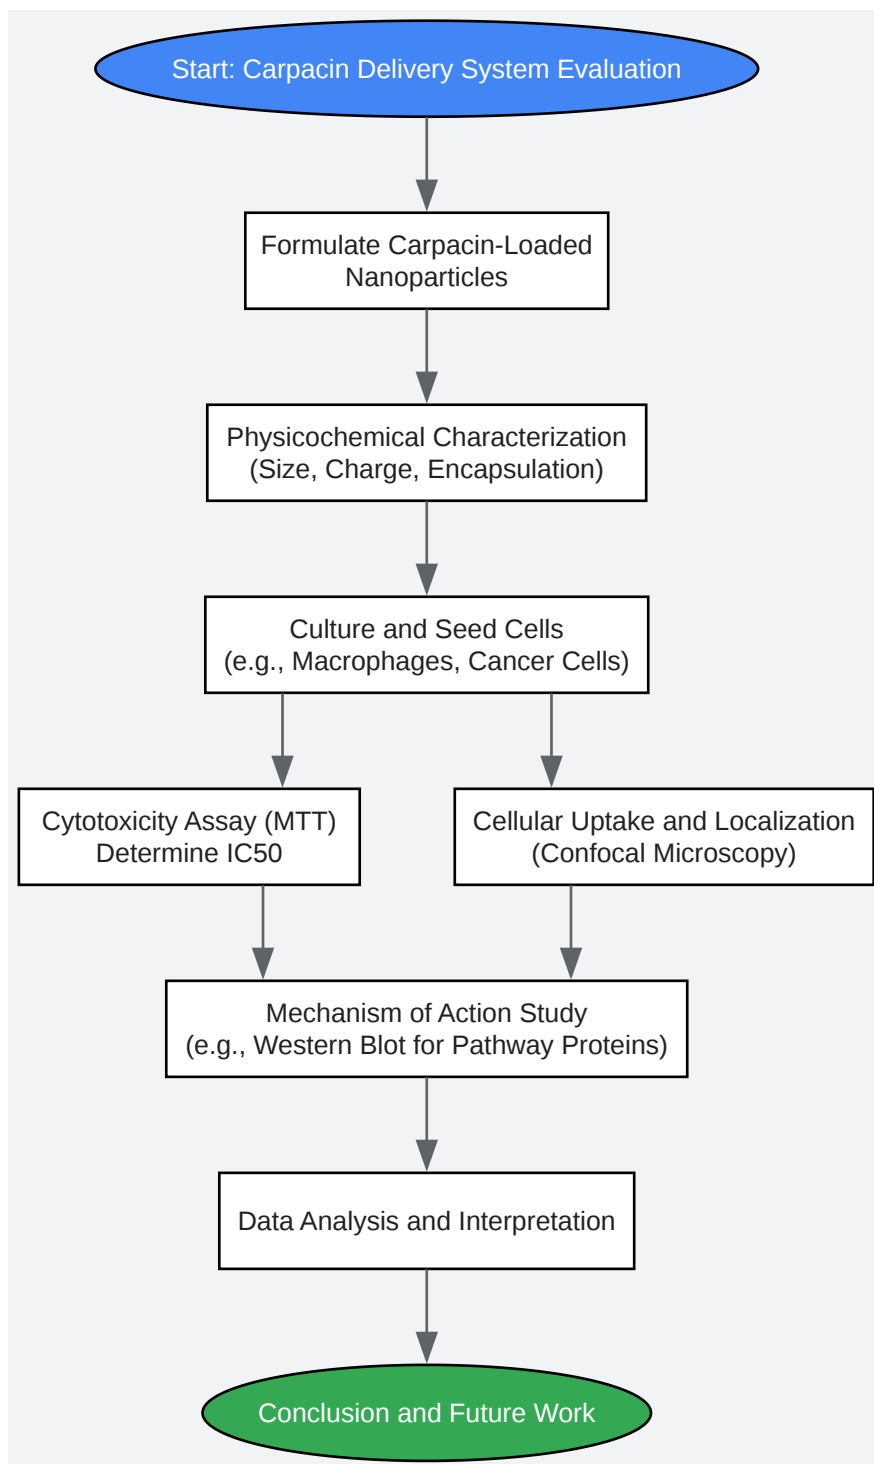 Start: Carpacin Delivery System Evaluation
Formulate Carpacin-Loaded
Nanoparticles
Physicochemical Characterization
(Size, Charge, Encapsulation)
Culture and Seed Cells
(e.g., Macrophages, Cancer Cells)
Cytotoxicity Assay (MTT)
Determine IC50
Cellular Uptake and Localization
(Confocal Microscopy)
Mechanism of Action Study
(e.g., Western Blot for Pathway Proteins)
Data Analysis and Interpretation
Conclusion and Future Work